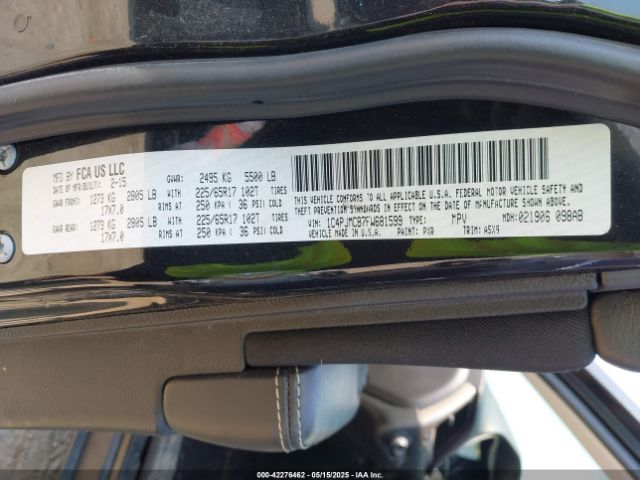 MFD BY FCA US LLC
DATE OF MFR/BUILT: 2-15
GVWR: 2495 KG 5500 LB
GAWR FRONT: 1273 KG 2805 LB WITH 225/65R17 102T TIRES
17X7.0 RIMS AT 250 KPA ( 36 PSI) COLD
GAWR REAR: 1273 KG 2805 LB WITH 225/65R17 102T TIRES
17X7.0 RIMS AT 250 KPA ( 36 PSI) COLD
THIS VEHICLE CONFORMS TO ALL APPLICABLE U.S.A. FEDERAL MOTOR VEHICLE SAFETY AND
THEFT PREVENTION STANDARDS IN EFFECT ON THE DATE OF MANUFACTURE SHOWN ABOVE
VIN: 1C4PJMCB7FW681599 TYPE: MPV MDH: 021906 098AB
VEHICLE MADE IN U.S.A. PAINT: PXR TRIM: A5X9
000-42276462 - 05/15/2025 - IAAI.COM